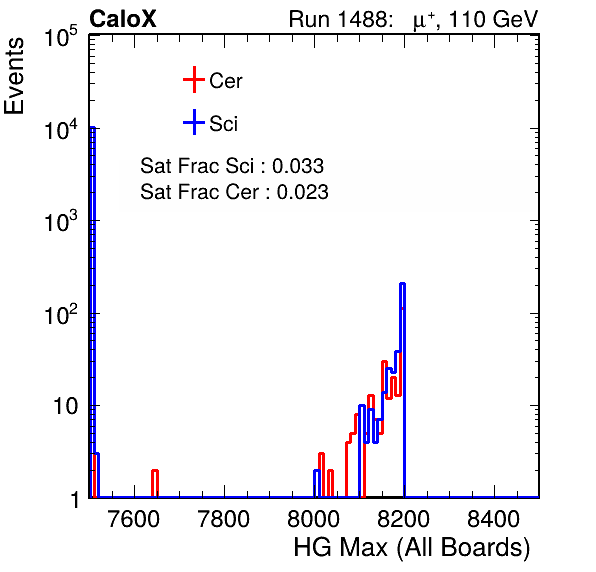 CaloX Run 1488: μ⁺, 110 GeV
Events
10⁵
10⁴
10³
10²
10
1
Cer
Sci
Sat Frac Sci : 0.033
Sat Frac Cer : 0.023
7600 7800 8000 8200 8400
HG Max (All Boards)